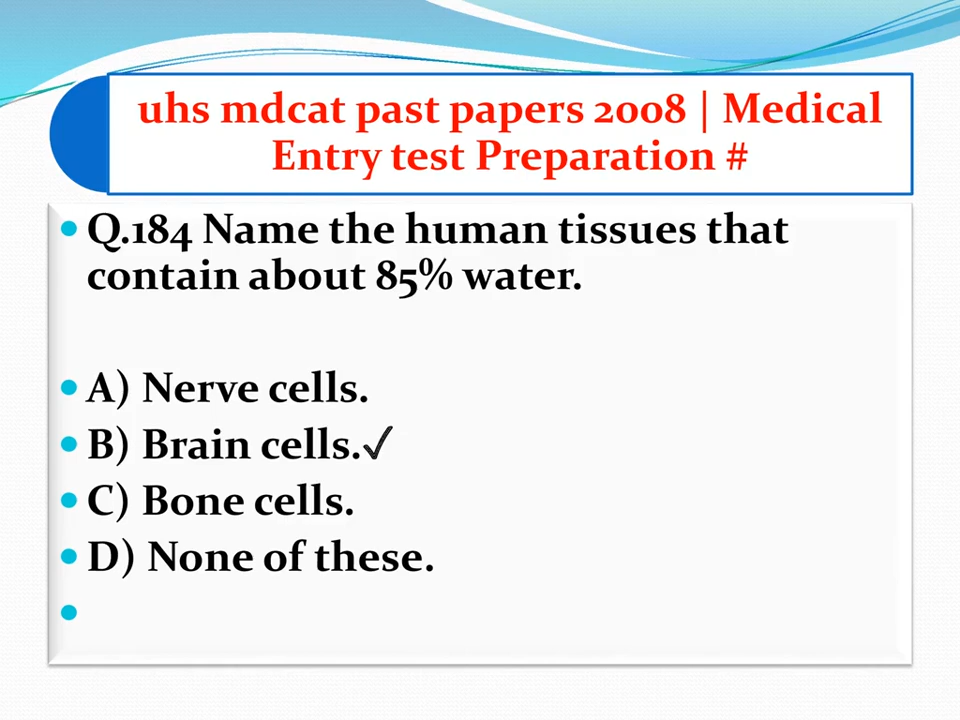 uhs mdcat past papers 2008 | Medical
Entry test Preparation #
• Q.184 Name the human tissues that
contain about 85% water.
• A) Nerve cells.
• B) Brain cells.✓
• C) Bone cells.
• D) None of these.
•